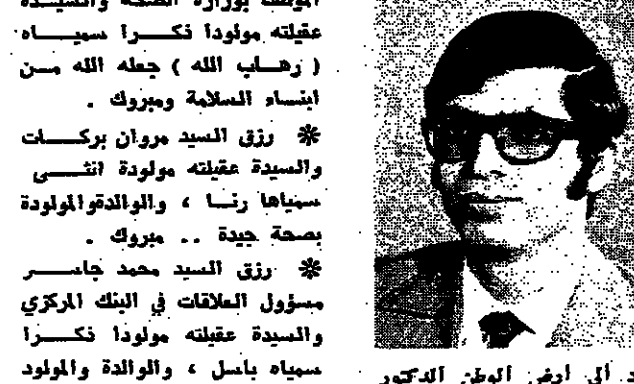 الموظف بوزارة الصحة والسيدة
عقيلته مولودا ذكرا سمياه
( رهاب الله ) جعله الله من
ابناء السلامة ومبروك .
※ رزق السيد مروان بركات
والسيدة عقيلته مولودة انثى
سمياها رنا ، والوالدة والمولودة
بصحة جيدة .. مبروك .
※ رزق السيد محمد جاسر
مسؤول العلاقات في البنك المركزي
والسيدة عقيلته مولودا ذكرا
سمياه باسل ، والوالدة والمولود
د الى ارض الوطن الدكتور